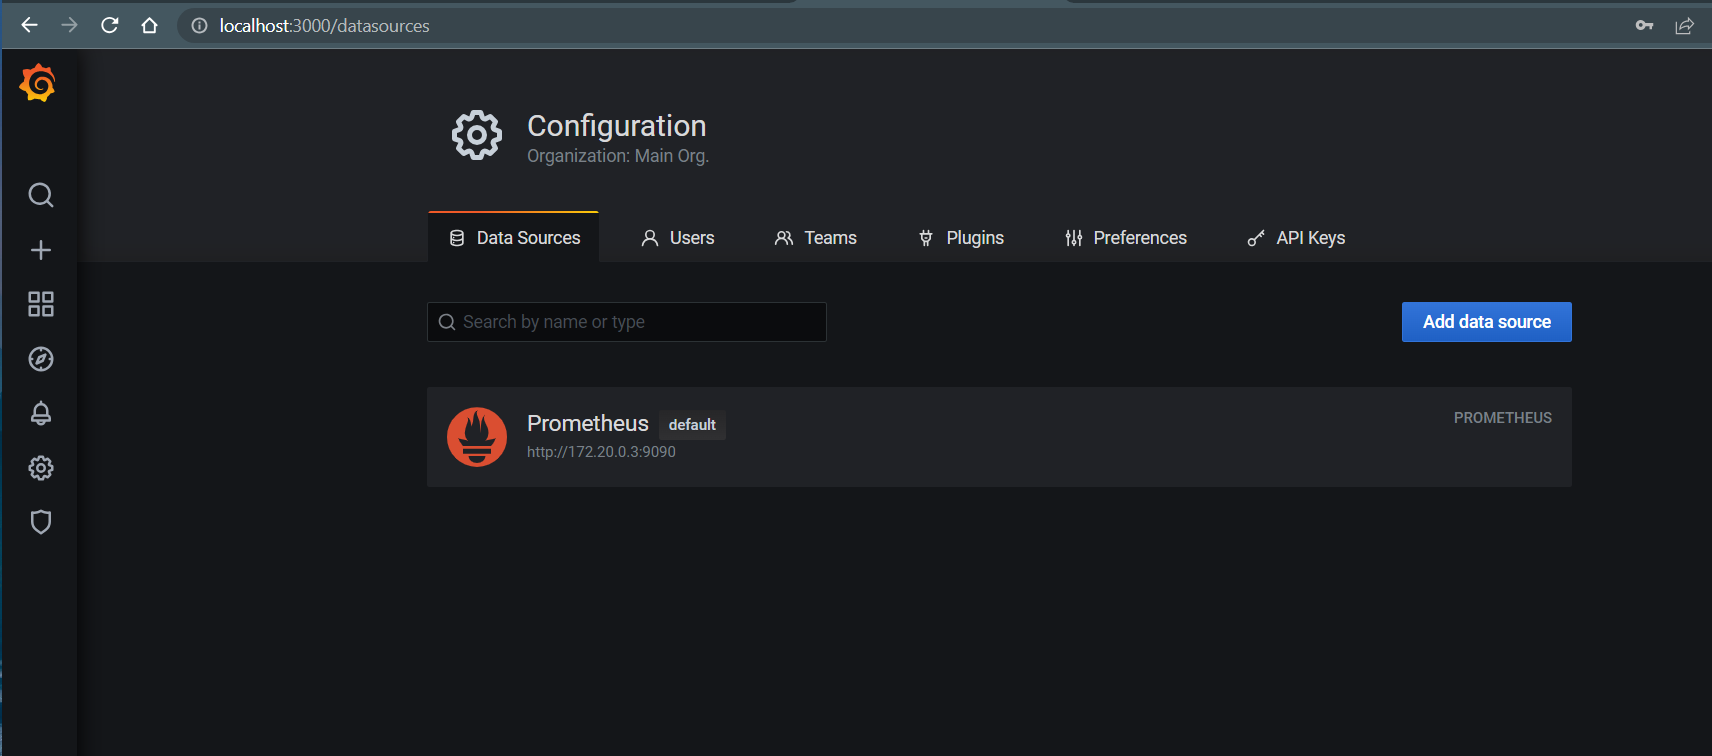 localhost:3000/datasources
Configuration
Organization: Main Org.
Data Sources
Users
Teams
Plugins
Preferences
API Keys
Search by name or type
Add data source
Prometheus
default
PROMETHEUS
http://172.20.0.3:9090